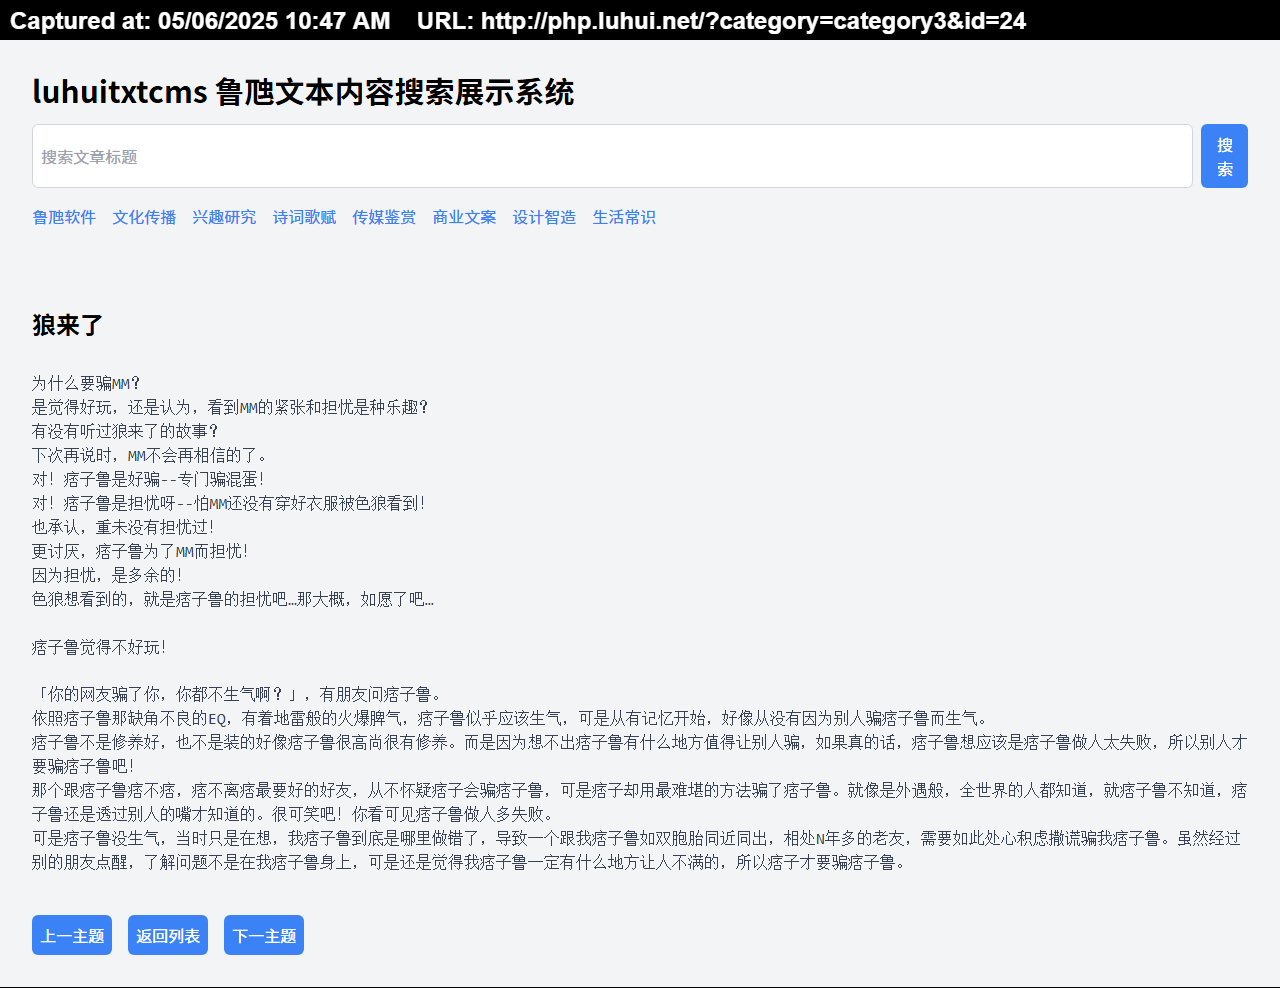 Captured at: 05/06/2025 10:47 AM    URL: http://php.luhui.net/?category=category3&id=24
luhuitxtcms 鲁虺文本内容搜索展示系统
搜索文章标题
搜
索
鲁虺软件 文化传播 兴趣研究 诗词歌赋 传媒鉴赏 商业文案 设计智造 生活常识
狼来了
为什么要骗MM?
是觉得好玩，还是认为，看到MM的紧张和担忧是种乐趣?
有没有听过狼来了的故事?
下次再说时，MM不会再相信的了。
对！痞子鲁是好骗--专门骗混蛋！
对！痞子鲁是担忧呀--怕MM还没有穿好衣服被色狼看到！
也承认，重未没有担忧过！
更讨厌，痞子鲁为了MM而担忧！
因为担忧，是多余的！
色狼想看到的，就是痞子鲁的担忧吧…那大概，如愿了吧…
痞子鲁觉得不好玩！
「你的网友骗了你，你都不生气啊？」，有朋友问痞子鲁。
依照痞子鲁那缺角不良的EQ，有着地雷般的火爆脾气，痞子鲁似乎应该生气，可是从有记忆开始，好像从没有因为别人骗痞子鲁而生气。
痞子鲁不是修养好，也不是装的好像痞子鲁很高尚很有修养。而是因为想不出痞子鲁有什么地方值得让别人骗，如果真的话，痞子鲁想应该是痞子鲁做人太失败，所以别人才
要骗痞子鲁吧！
那个跟痞子鲁痞不痞，痞不离痞最要好的好友，从不怀疑痞子会骗痞子鲁，可是痞子却用最难堪的方法骗了痞子鲁。就像是外遇般，全世界的人都知道，就痞子鲁不知道，痞
子鲁还是透过别人的嘴才知道的。很可笑吧！你看可见痞子鲁做人多失败。
可是痞子鲁没生气，当时只是在想，我痞子鲁到底是哪里做错了，导致一个跟我痞子鲁如双胞胎同近同出，相处N年多的老友，需要如此处心积虑撒谎骗我痞子鲁。虽然经过
别的朋友点醒，了解问题不是在我痞子鲁身上，可是还是觉得我痞子鲁一定有什么地方让人不满的，所以痞子才要骗痞子鲁。
上一主题 返回列表 下一主题